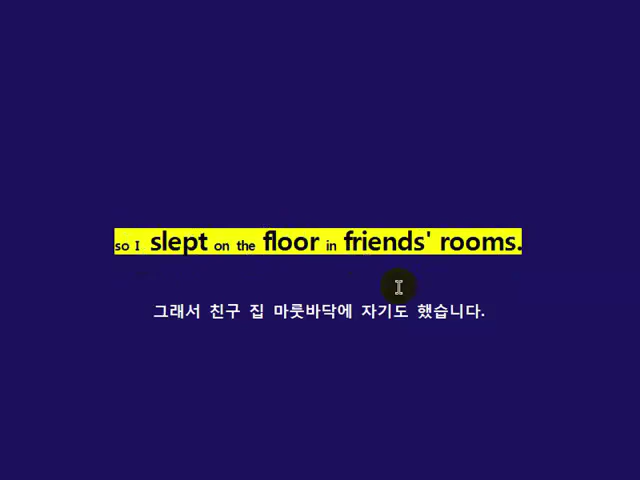 so I slept on the floor in friends' rooms.
그래서 친구 집 마룻바닥에 자기도 했습니다.